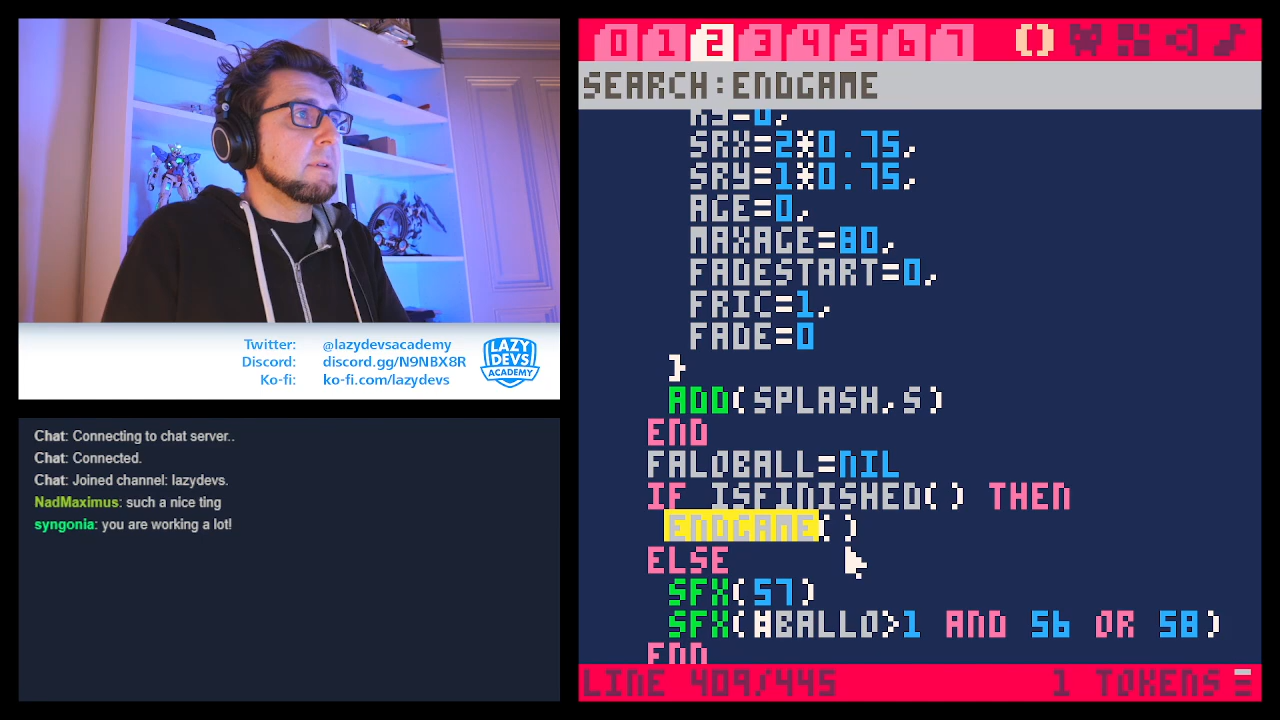 Twitter: @lazydevsacademy
Discord: discord.gg/N9NBX8R
Ko-fi: ko-fi.com/lazydevs
LAZY
DEVS
ACADEMY
Chat: Connecting to chat server..
Chat: Connected.
Chat: Joined channel: lazydevs.
NadMaximus: such a nice ting
syngonia: you are working a lot!
0 1 2 3 4 5 6 7 ()
SEARCH:ENDGAME
SRX=2*0.75,
SRY=1*0.75,
AGE=0,
MAXAGE=80,
FADESTART=0,
FRIC=1,
FADE=0
}
ADD(SPLASH,S)
END
FALOBALL=NIL
IF ISFINISHED() THEN
ENDGAME()
ELSE
SFX(57)
SFX(#BALLO>1 AND 56 OR 58)
END
LINE 409/445 1 TOKENS